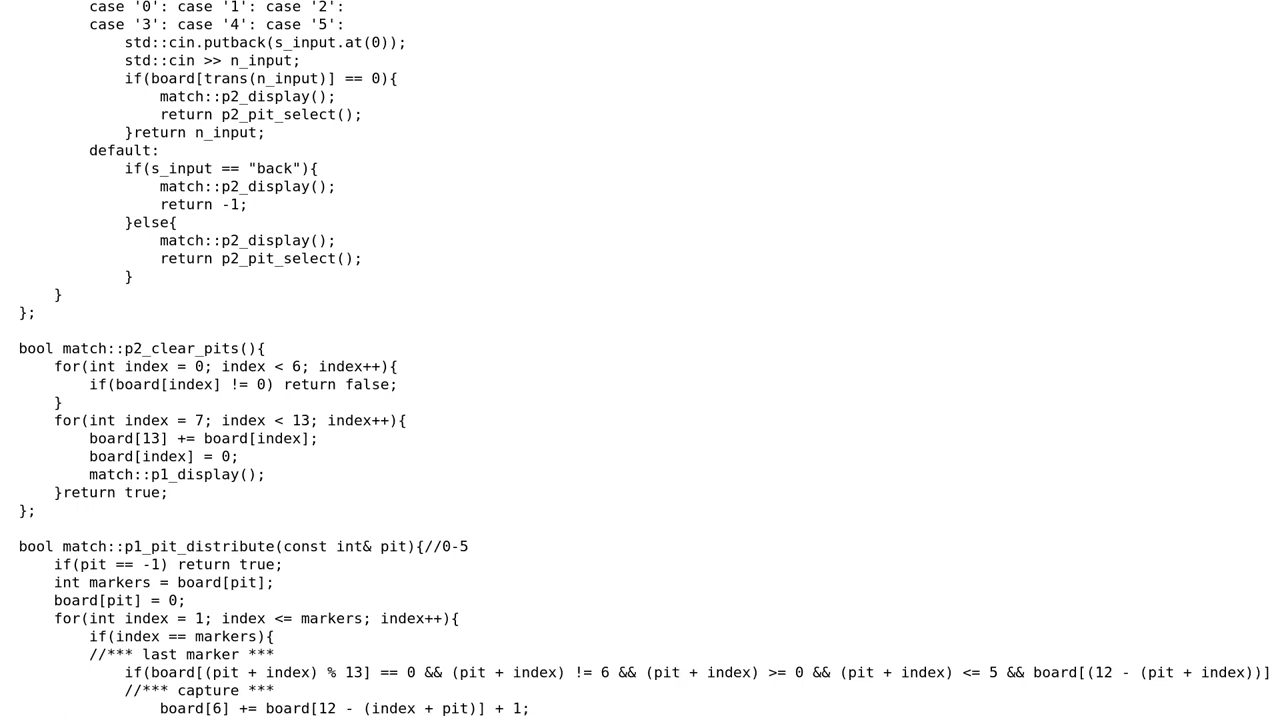 case '0': case '1': case '2':
        case '3': case '4': case '5':
            std::cin.putback(s_input.at(0));
            std::cin >> n_input;
            if(board[trans(n_input)] == 0){
                match::p2_display();
                return p2_pit_select();
            }return n_input;
        default:
            if(s_input == "back"){
                match::p2_display();
                return -1;
            }else{
                match::p2_display();
                return p2_pit_select();
            }
    }
};

bool match::p2_clear_pits(){
    for(int index = 0; index < 6; index++){
        if(board[index] != 0) return false;
    }
    for(int index = 7; index < 13; index++){
        board[13] += board[index];
        board[index] = 0;
        match::p1_display();
    }return true;
};

bool match::p1_pit_distribute(const int& pit){//0-5
    if(pit == -1) return true;
    int markers = board[pit];
    board[pit] = 0;
    for(int index = 1; index <= markers; index++){
        if(index == markers){
        //*** last marker ***
            if(board[(pit + index) % 13] == 0 && (pit + index) != 6 && (pit + index) >= 0 && (pit + index) <= 5 && board[(12 - (pit + index))]
            //*** capture ***
                board[6] += board[12 - (index + pit)] + 1;